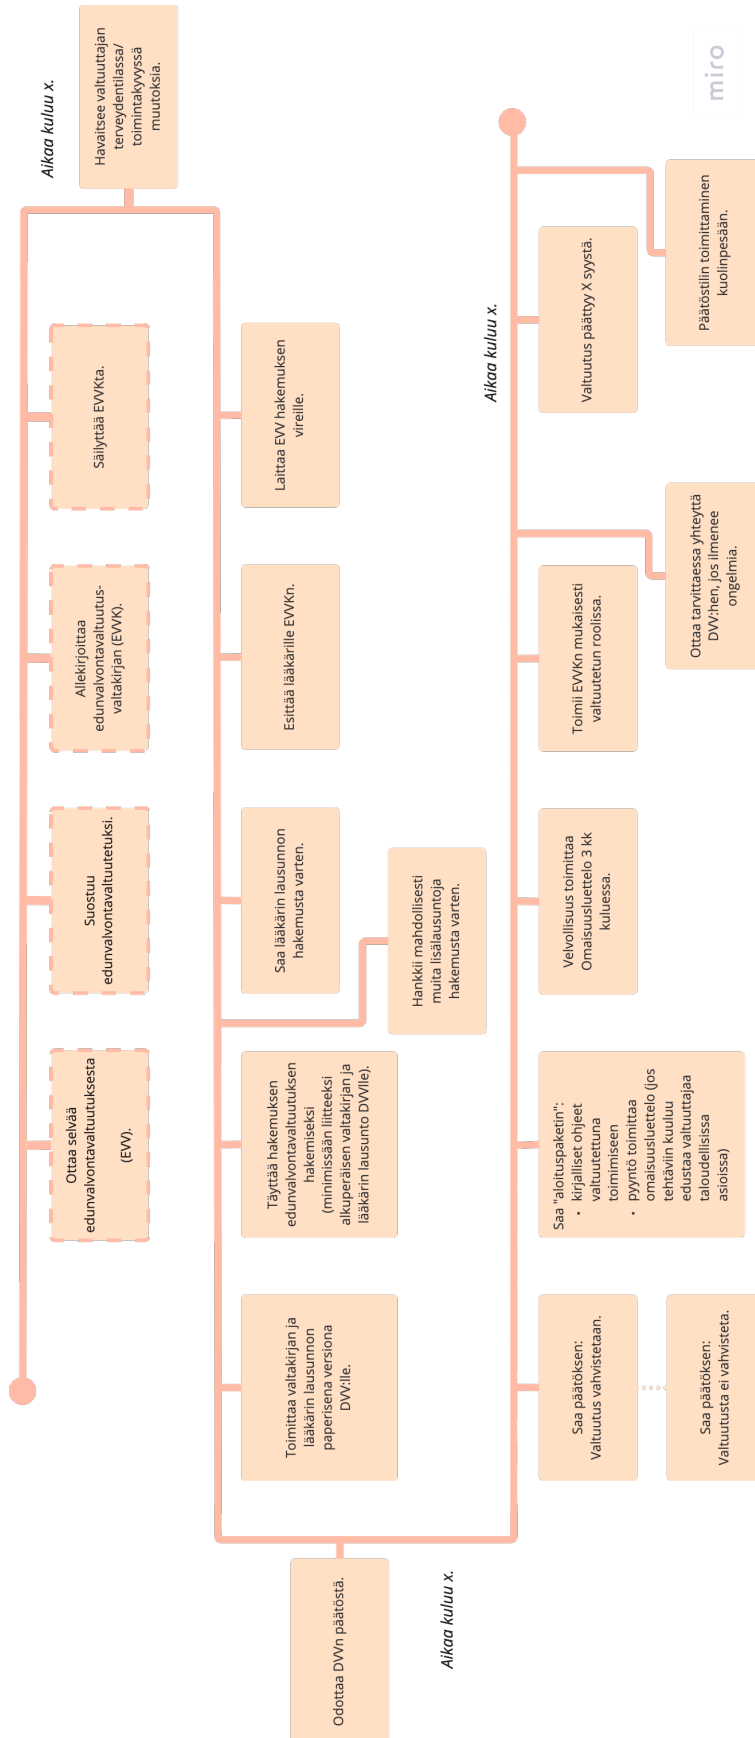 Ottaa selvää
edunvalvontavaltuutuksesta
(EVV).
Suostuu
edunvalvontavaltuutetuksi.
Allekirjoittaa
edunvalvontavaltuutus-
valtakirjan (EVVK).
Säilyttää EVVKta.
Aikaa kuluu x.
Havaitsee valtuuttajan
terveydentilassa/
toimintakyvyssä
muutoksia.
Laittaa EVV hakemuksen
vireille.
Esittää lääkärille EVVKn.
Saa lääkärin lausunnon
hakemusta varten.
Hankkii mahdollisesti
muita lisälausuntoja
hakemusta varten.
Täyttää hakemuksen
edunvalvontavaltuutuksen
hakemiseksi
(minimissään liitteeksi
alkuperäisen valtakirjan ja
lääkärin lausunto DVVlle).
Toimittaa valtakirjan ja
lääkärin lausunnon
paperisena versiona
DVV:lle.
Odottaa DVVn päätöstä.
Aikaa kuluu x.
Saa päätöksen:
Valtuutus vahvistetaan.
Saa päätöksen:
Valtuutusta ei vahvisteta.
Saa "aloituspaketin":
• kirjalliset ohjeet
valtuutettuna
toimimiseen
• pyyntö toimittaa
omaisuusluettelo (jos
tehtäviin kuuluu
edustaa valtuuttajaa
taloudellisissa
asioissa)
Velvollisuus toimittaa
Omaisuusluettelo 3 kk
kuluessa.
Toimii EVVKn mukaisesti
valtuutetun roolissa.
Ottaa tarvittaessa yhteyttä
DVV:hen, jos ilmenee
ongelmia.
Aikaa kuluu x.
Valtuutus päättyy X syystä.
Päätöstilin toimittaminen
kuolinpesään.
miro